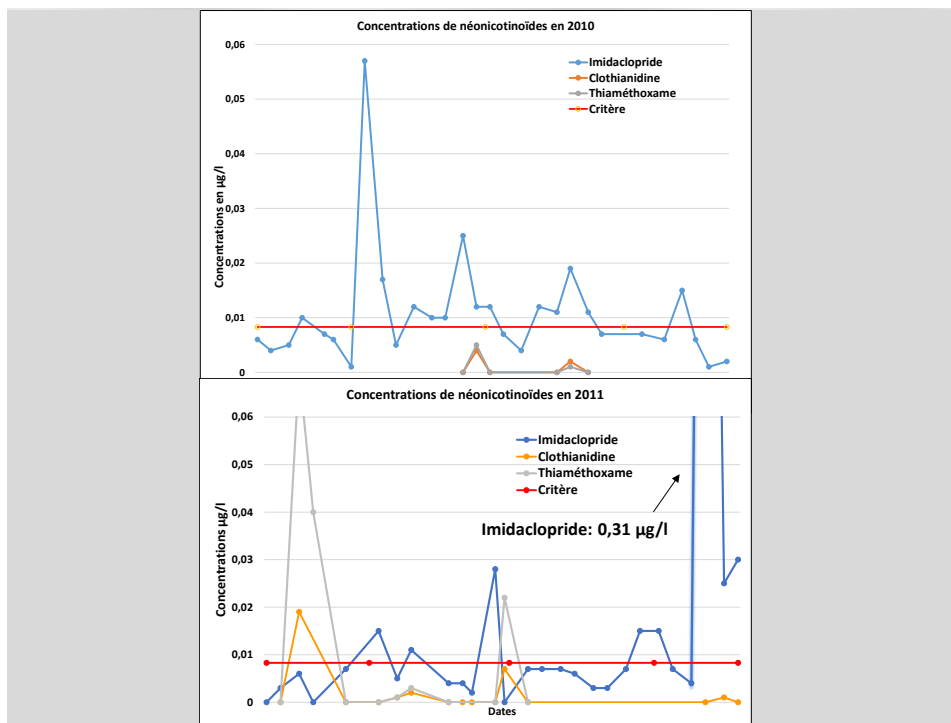 Concentrations de néonicotinoïdes en 2010
0,06
0,05
0,04
0,03
0,02
0,01
0
Concentrations en µg/l
Imidaclopride
Clothianidine
Thiaméthoxame
Critère
Concentrations de néonicotinoïdes en 2011
0,06
0,05
0,04
0,03
0,02
0,01
0
Concentrations µg/l
Imidaclopride
Clothianidine
Thiaméthoxame
Critère
Imidaclopride: 0,31 µg/l
Dates